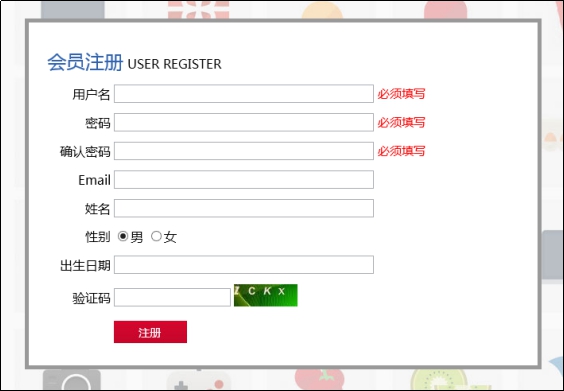 会员注册 USER REGISTER
用户名 必须填写
密码 必须填写
确认密码 必须填写
Email
姓名
性别 男 女
出生日期
验证码 ICKX
注册